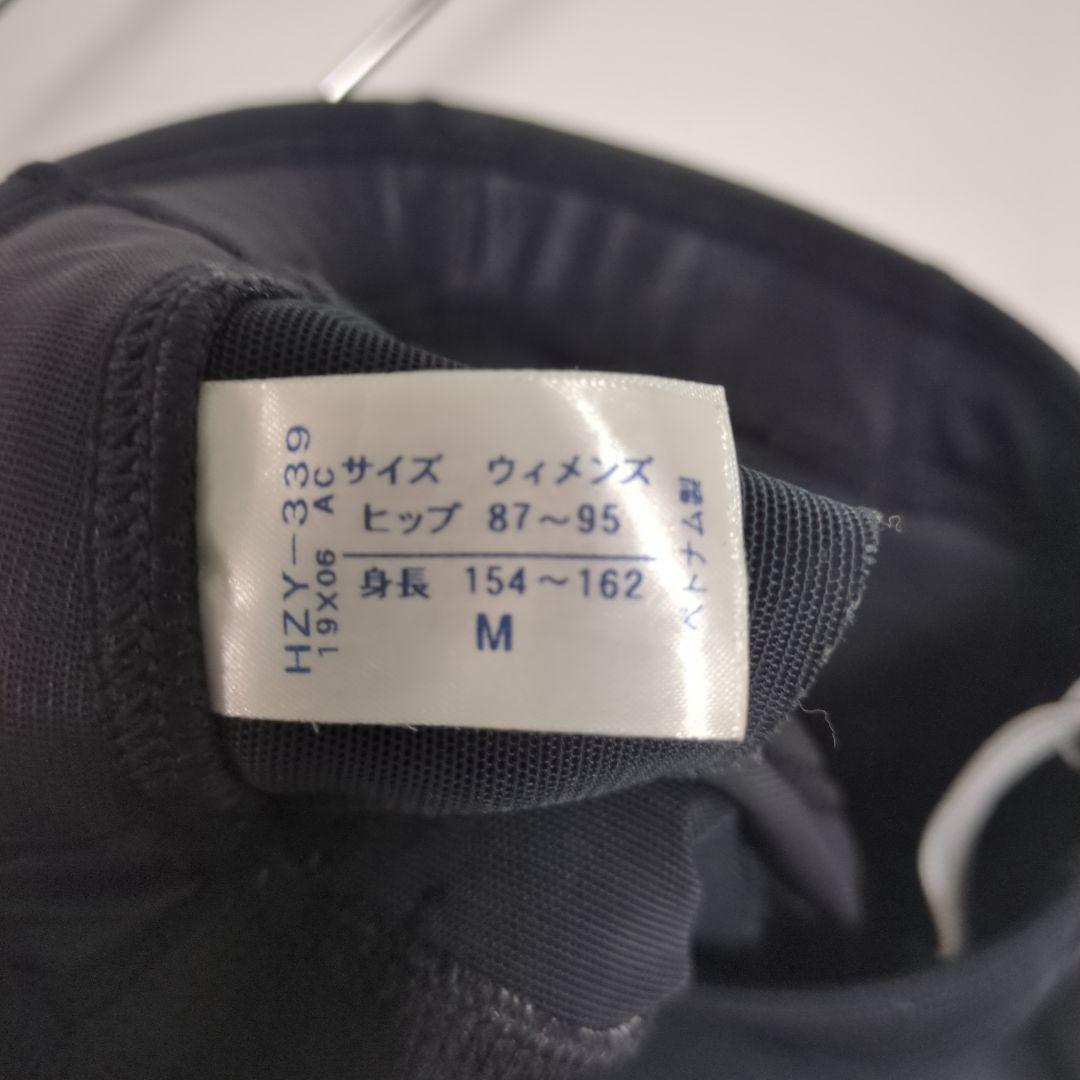 HZY-339
19X06 AC
サイズ ウィメンズ
ヒップ 87～95
身長 154～162
M
ベトナム製